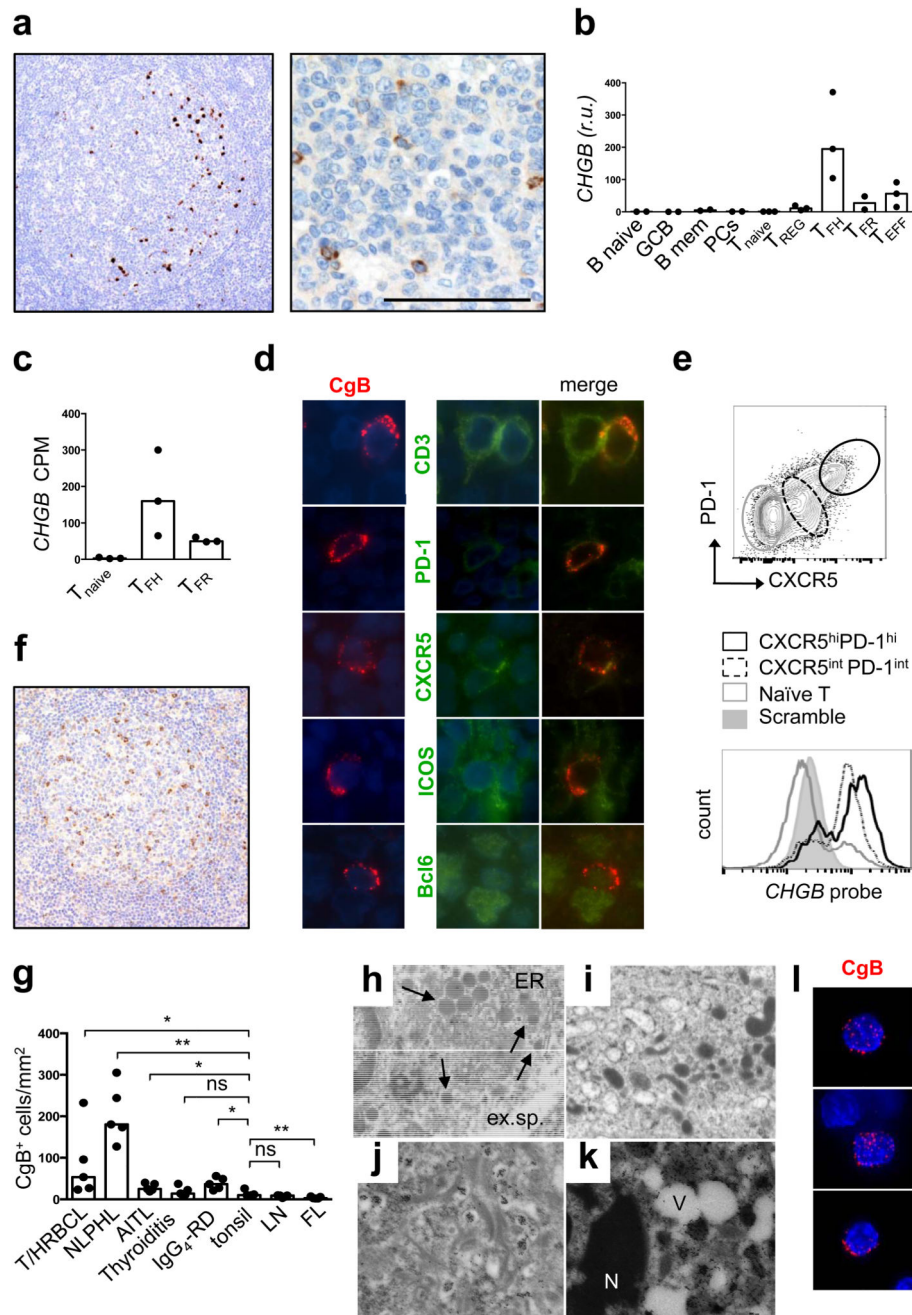 a
b
CHGB (r.u.)
400
300
200
100
0
B naive
GCB
B mem
PCs
T naive
T REG
T FH
T FR
T EFF
c
CHGB CPM
400
300
200
100
0
T naive
T FH
T FR
d
CgB
merge
CD3
PD-1
CXCR5
ICOS
Bcl6
e
PD-1
CXCR5
CXCR5hiPD-1hi
CXCR5int PD-1int
Naïve T
Scramble
count
CHGB probe
f
g
CgB+ cells/mm2
400
300
200
100
0
*
**
*
ns
*
**
ns
T/HRBCL
NLPHL
AITL
Thyroiditis
IgG4-RD
tonsil
LN
FL
h
ER
ex.sp.
i
j
k
V
N
l
CgB